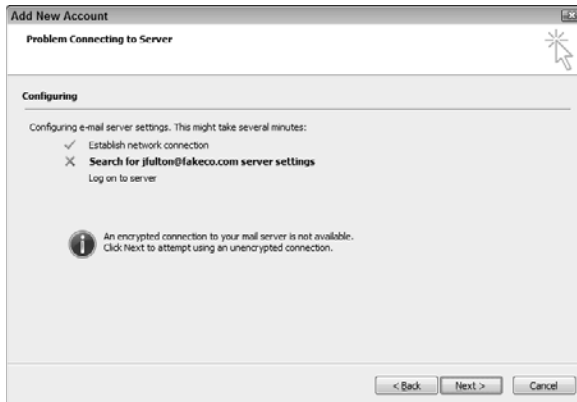 Add New Account
Problem Connecting to Server
Configuring
Configuring e-mail server settings. This might take several minutes:
Establish network connection
Search for jfulton@fakeco.com server settings
Log on to server
An encrypted connection to your mail server is not available.
Click Next to attempt using an unencrypted connection.
< Back
Next >
Cancel